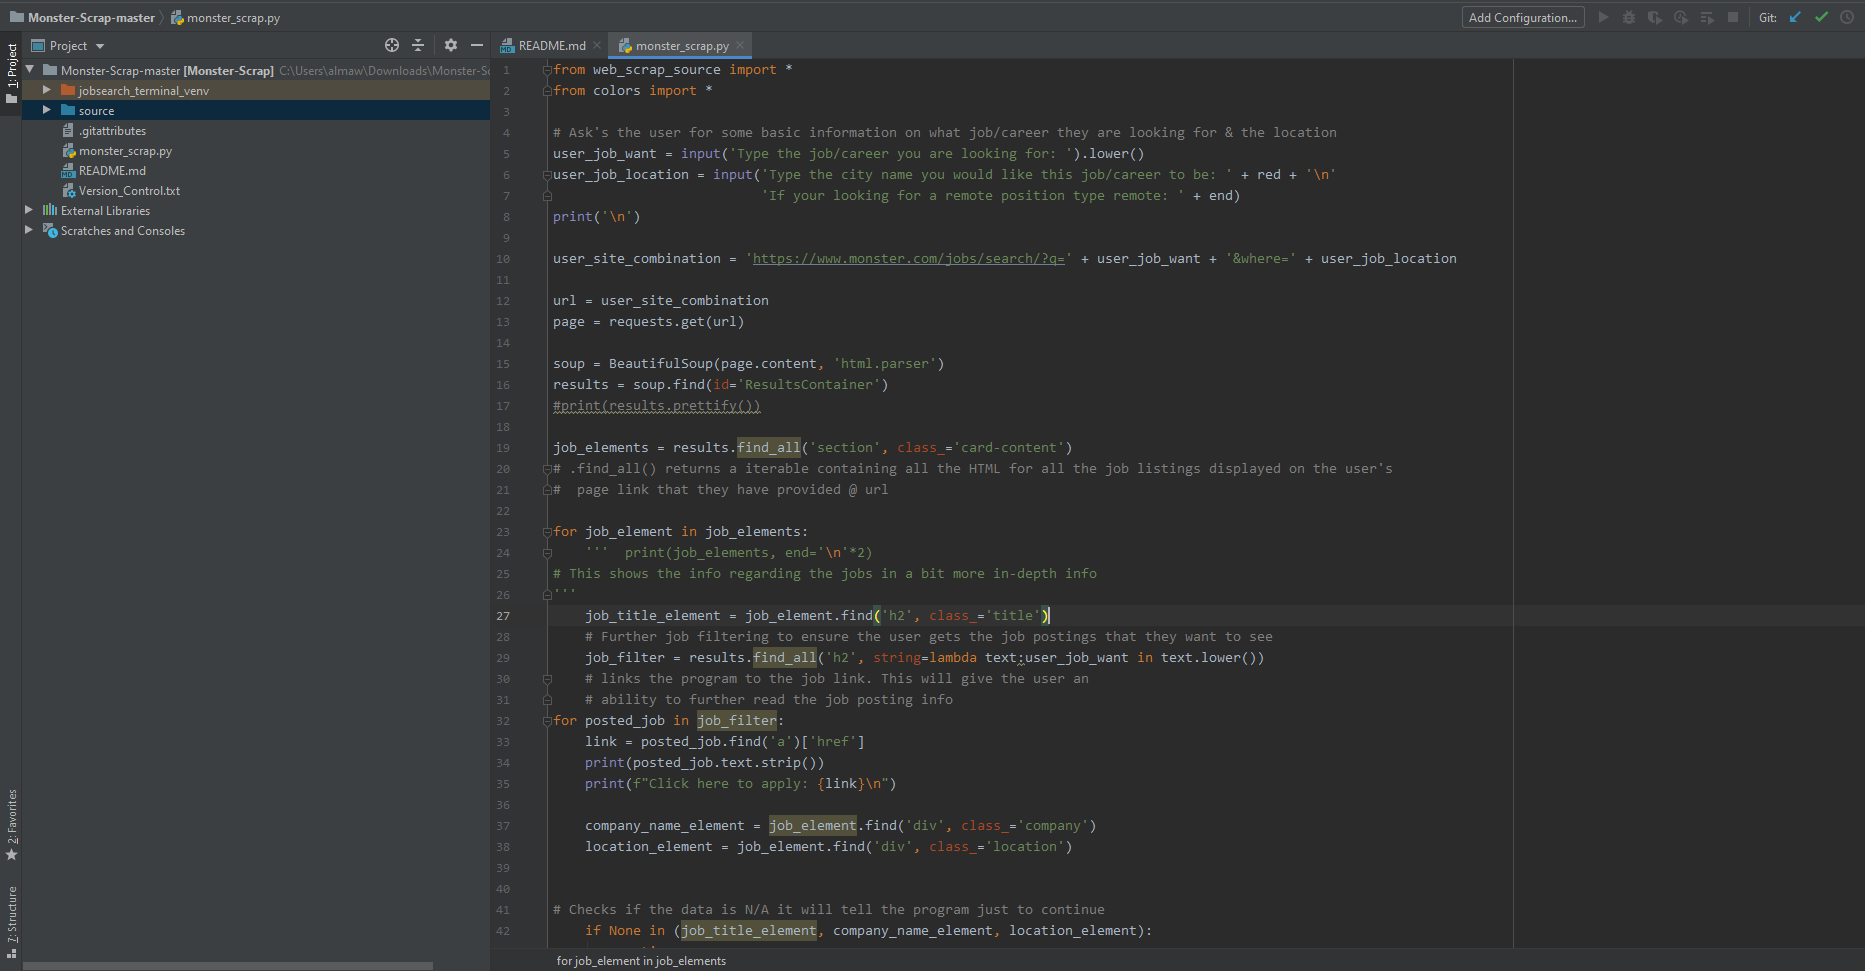 Monster-Scrap-master monster_scrap.py
Add Configuration... Git:
1: Project
Project
README.md monster_scrap.py
Monster-Scrap-master [Monster-Scrap] C:\Users\almaw\Downloads\Monster-Sc
jobsearch_terminal_venv
source
.gitattributes
monster_scrap.py
README.md
Version_Control.txt
External Libraries
Scratches and Consoles
2: Favorites
7: Structure
1 from web_scrap_source import *
2 from colors import *
3
4 # Ask's the user for some basic information on what job/career they are looking for & the location
5 user_job_want = input('Type the job/career you are looking for: ').lower()
6 user_job_location = input('Type the city name you would like this job/career to be: ' + red + '\n'
7 'If your looking for a remote position type remote: ' + end)
8 print('\n')
9
10 user_site_combination = 'https://www.monster.com/jobs/search/?q=' + user_job_want + '&where=' + user_job_location
11
12 url = user_site_combination
13 page = requests.get(url)
14
15 soup = BeautifulSoup(page.content, 'html.parser')
16 results = soup.find(id='ResultsContainer')
17 #print(results.prettify())
18
19 job_elements = results.find_all('section', class_='card-content')
20 # .find_all() returns a iterable containing all the HTML for all the job listings displayed on the user's
21 #  page link that they have provided @ url
22
23 for job_element in job_elements:
24 '''  print(job_elements, end='\n'*2)
25 # This shows the info regarding the jobs in a bit more in-depth info
26 '''
27 job_title_element = job_element.find('h2', class_='title')
28 # Further job filtering to ensure the user gets the job postings that they want to see
29 job_filter = results.find_all('h2', string=lambda text:user_job_want in text.lower())
30 # links the program to the job link. This will give the user an
31 # ability to further read the job posting info
32 for posted_job in job_filter:
33 link = posted_job.find('a')['href']
34 print(posted_job.text.strip())
35 print(f"Click here to apply: {link}\n")
36
37 company_name_element = job_element.find('div', class_='company')
38 location_element = job_element.find('div', class_='location')
39
40
41 # Checks if the data is N/A it will tell the program just to continue
42 if None in (job_title_element, company_name_element, location_element):
for job_element in job_elements